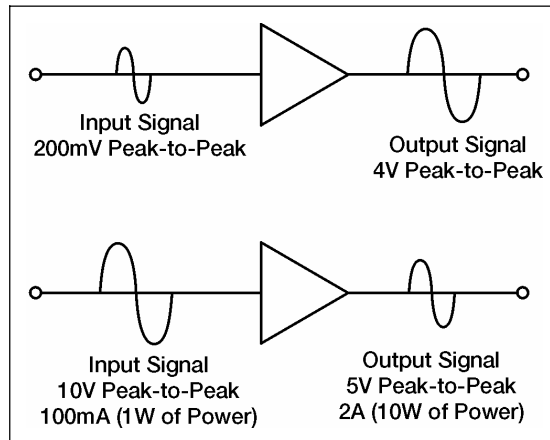 Input Signal
200mV Peak-to-Peak
Output Signal
4V Peak-to-Peak
Input Signal
10V Peak-to-Peak
100mA (1W of Power)
Output Signal
5V Peak-to-Peak
2A (10W of Power)